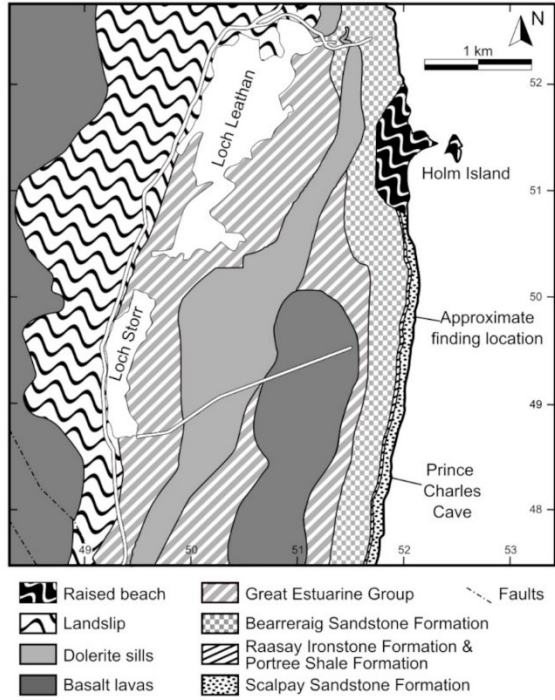 N
1 km
52
Loch Leathan
Holm Island
51
50
Approximate
finding location
Loch Storr
49
Prince
Charles
Cave
48
49
50
51
52
53
Raised beach
Great Estuarine Group
Faults
Landslip
Bearreraig Sandstone Formation
Dolerite sills
Raasay Ironstone Formation &
Portree Shale Formation
Basalt lavas
Scalpay Sandstone Formation